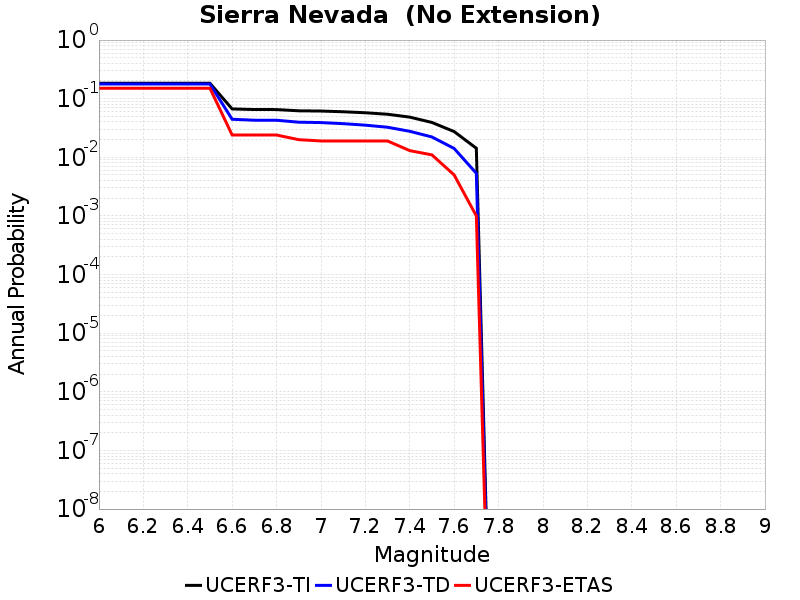 Sierra Nevada (No Extension)
10^0
10^-1
10^-2
10^-3
10^-4
10^-5
10^-6
10^-7
10^-8
Annual Probability
6 6.2 6.4 6.6 6.8 7 7.2 7.4 7.6 7.8 8 8.2 8.4 8.6 8.8 9
Magnitude
UCERF3-TI UCERF3-TD UCERF3-ETAS